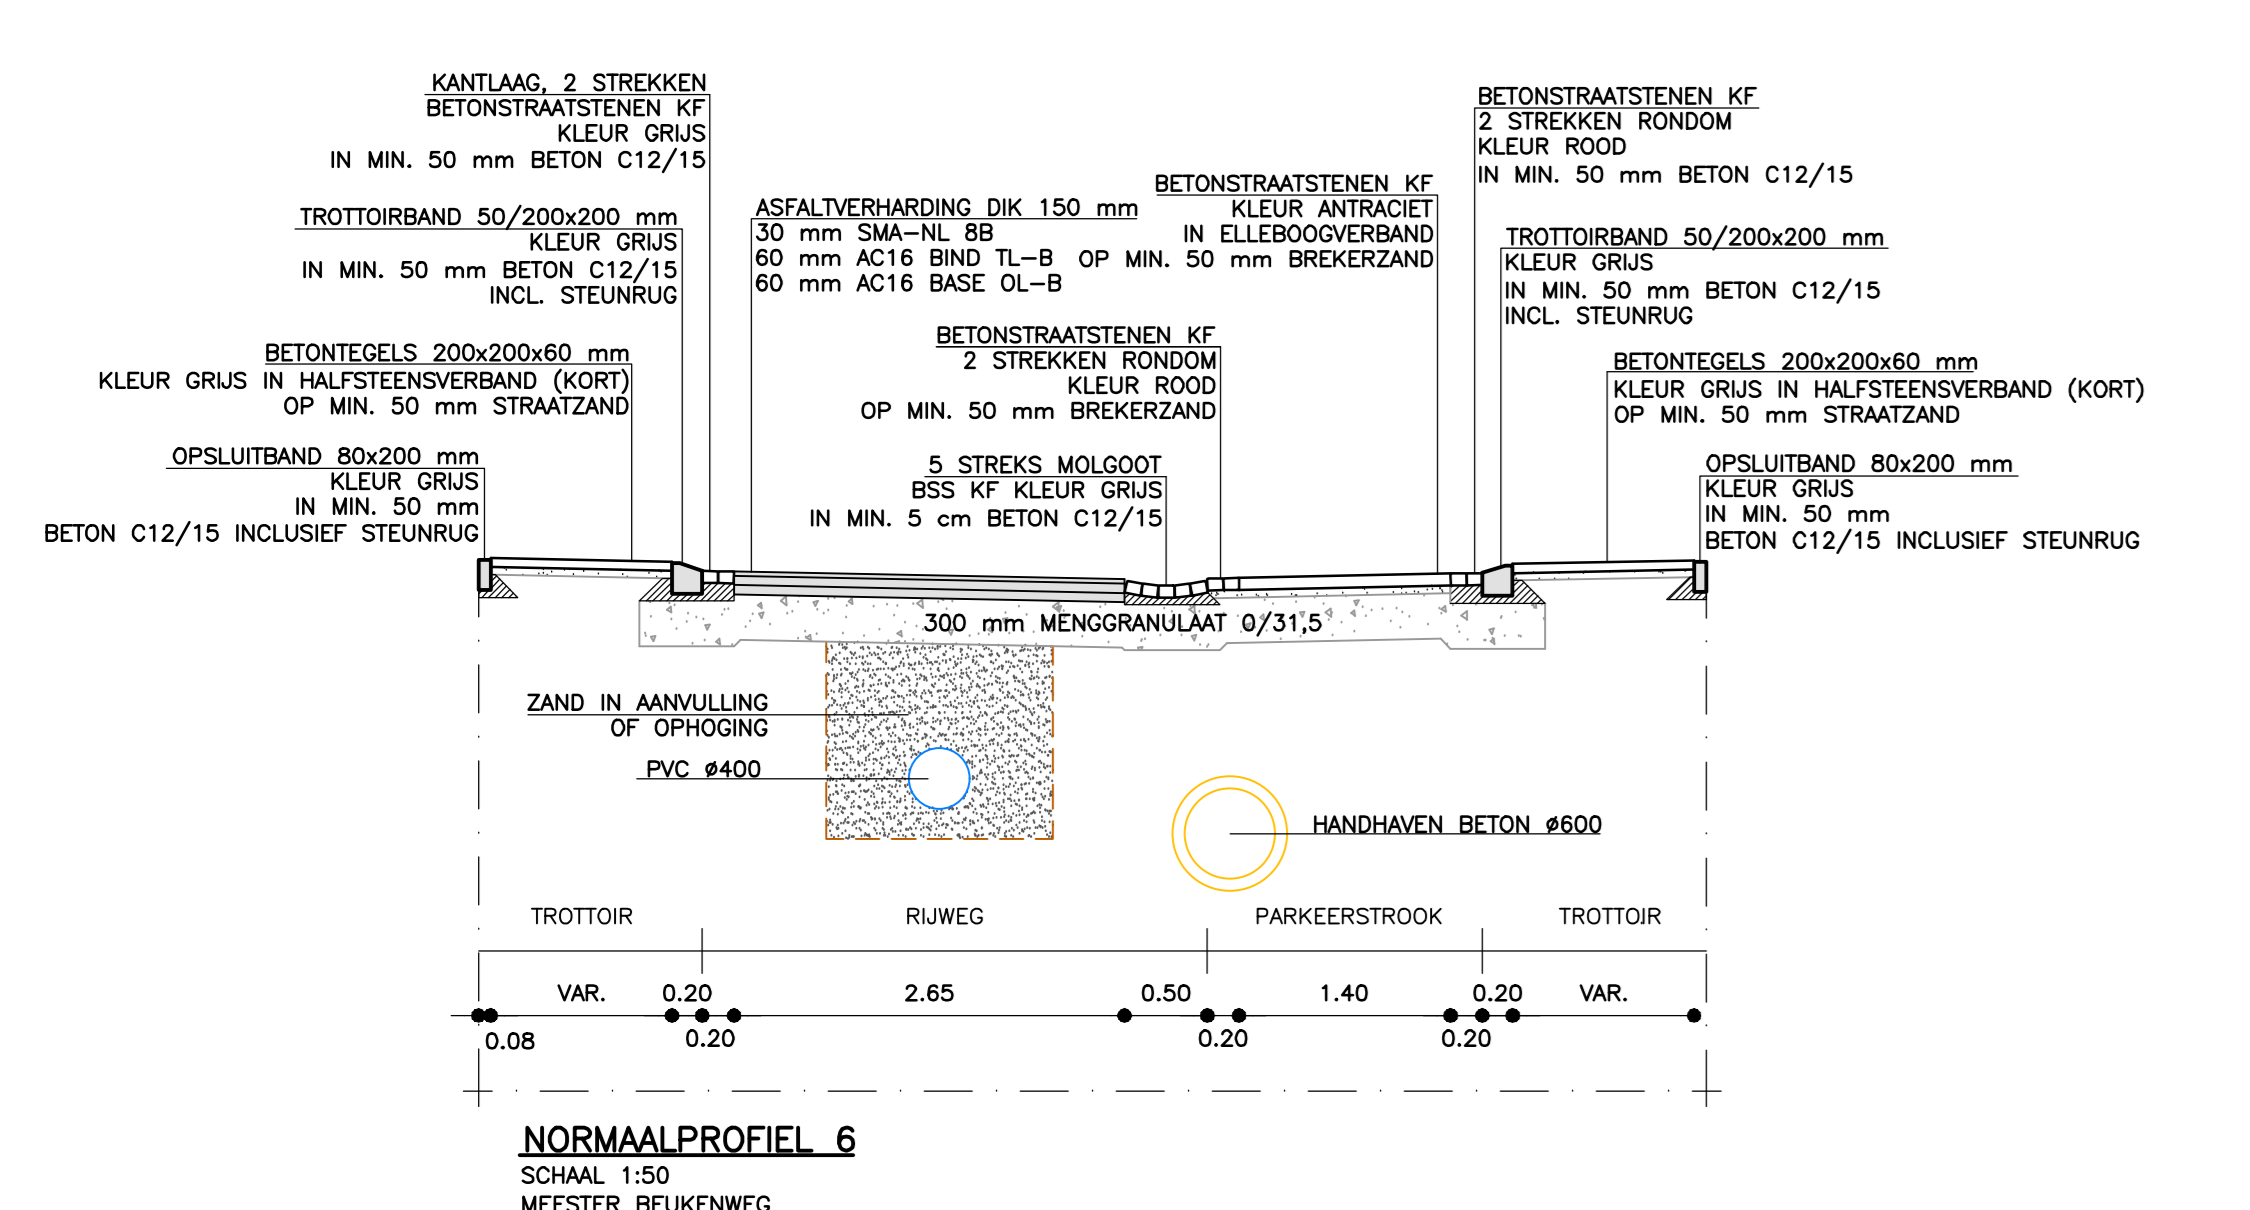 KANTLAAG, 2 STREKKEN
BETONSTRAATSTENEN KF
KLEUR GRIJS
IN MIN. 50 mm BETON C12/15
TROTTOIRBAND 50/200x200 mm
KLEUR GRIJS
IN MIN. 50 mm BETON C12/15
INCL. STEUNRUG
BETONTEGELS 200x200x60 mm
KLEUR GRIJS IN HALFSTEENSVERBAND (KORT)
OP MIN. 50 mm STRAATZAND
OPSLUITBAND 80x200 mm
KLEUR GRIJS
IN MIN. 50 mm
BETON C12/15 INCLUSIEF STEUNRUG
ASFALTVERHARDING DIK 150 mm
30 mm SMA-NL 8B
60 mm AC16 BIND TL-B
60 mm AC16 BASE OL-B
BETONSTRAATSTENEN KF
KLEUR ANTRACIET
IN ELLEBOOGVERBAND
OP MIN. 50 mm BREKERZAND
BETONSTRAATSTENEN KF
2 STREKKEN RONDOM
KLEUR ROOD
OP MIN. 50 mm BREKERZAND
5 STREKS MOLGOOT
BSS KF KLEUR GRIJS
IN MIN. 5 cm BETON C12/15
BETONSTRAATSTENEN KF
2 STREKKEN RONDOM
KLEUR ROOD
IN MIN. 50 mm BETON C12/15
TROTTOIRBAND 50/200x200 mm
KLEUR GRIJS
IN MIN. 50 mm BETON C12/15
INCL. STEUNRUG
BETONTEGELS 200x200x60 mm
KLEUR GRIJS IN HALFSTEENSVERBAND (KORT)
OP MIN. 50 mm STRAATZAND
OPSLUITBAND 80x200 mm
KLEUR GRIJS
IN MIN. 50 mm
BETON C12/15 INCLUSIEF STEUNRUG
300 mm MENGGRANULAAT 0/31,5
ZAND IN AANVULLING
OF OPHOGING
PVC ø400
HANDHAVEN BETON ø600
TROTTOIR RIJWEG PARKEERSTROOK TROTTOIR
VAR. 0.20 2.65 0.50 1.40 0.20 VAR.
0.08 0.20 0.20 0.20
NORMAALPROFIEL 6
SCHAAL 1:50
MEESTER BEUKENWEG